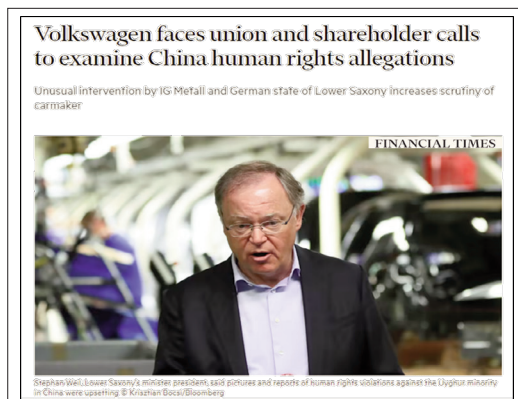 Volkswagen faces union and shareholder calls
to examine China human rights allegations
Unusual intervention by IG Metall and German state of Lower Saxony increases scrutiny of
carmaker
FINANCIAL TIMES
Stephan Weil, Lower Saxony's minister president, said pictures and reports of human rights violations against the Uyghur minority
in China were upsetting © Krisztian Bocsi/Bloomberg